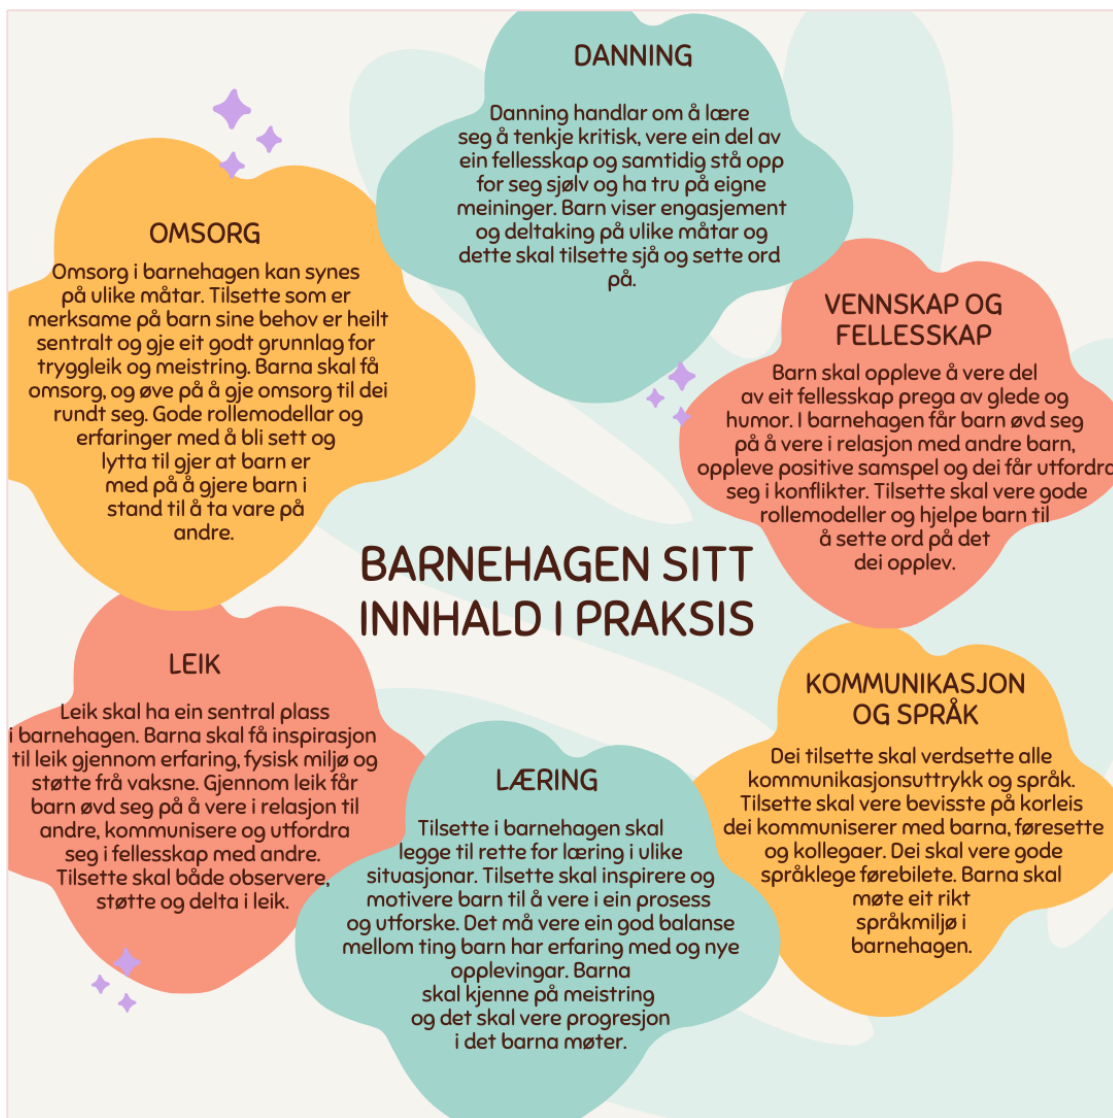 DANNING
Danning handlar om å lære
seg å tenkje kritisk, vere ein del av
ein fellesskap og samtidig stå opp
for seg sjølv og ha tru på eigne
meininger. Barn viser engasjement
og deltaking på ulike måtar og
dette skal tilsette sjå og sette ord
på.
OMSORG
Omsorg i barnehagen kan synes
på ulike måtar. Tilsette som er
merksame på barn sine behov er heilt
sentralt og gje eit godt grunnlag for
tryggleik og meistring. Barna skal få
omsorg, og øve på å gje omsorg til dei
rundt seg. Gode rollemodellar og
erfaringer med å bli sett og
lytta til gjer at barn er
med på å gjere barn i
stand til å ta vare på
andre.
VENNSKAP OG
FELLESSKAP
Barn skal oppleve å vere del
av eit fellesskap prega av glede og
humor. I barnehagen får barn øvd seg
på å vere i relasjon med andre barn,
oppleve positive samspel og dei får utfordra
seg i konflikter. Tilsette skal vere gode
rollemodeller og hjelpe barn til
å sette ord på det
dei opplev.
BARNEHAGEN SITT
INNHALD I PRAKSIS
LEIK
Leik skal ha ein sentral plass
i barnehagen. Barna skal få inspirasjon
til leik gjennom erfaring, fysisk miljø og
støtte frå vaksne. Gjennom leik får
barn øvd seg på å vere i relasjon til
andre, kommunisere og utfordra
seg i fellesskap med andre.
Tilsette skal både observere,
støtte og delta i leik.
KOMMUNIKASJON
OG SPRÅK
Dei tilsette skal verdsette alle
kommunikasjonsuttrykk og språk.
Tilsette skal vere bevisste på korleis
dei kommuniserer med barna, føresette
og kollegaer. Dei skal vere gode
språklege førebilete. Barna skal
møte eit rikt
språkmiljø i
barnehagen.
LÆRING
Tilsette i barnehagen skal
legge til rette for læring i ulike
situasjonar. Tilsette skal inspirere og
motivere barn til å vere i ein prosess
og utforske. Det må vere ein god balanse
mellom ting barn har erfaring med og nye
opplevingar. Barna
skal kjenne på meistring
og det skal vere progresjon
i det barna møter.